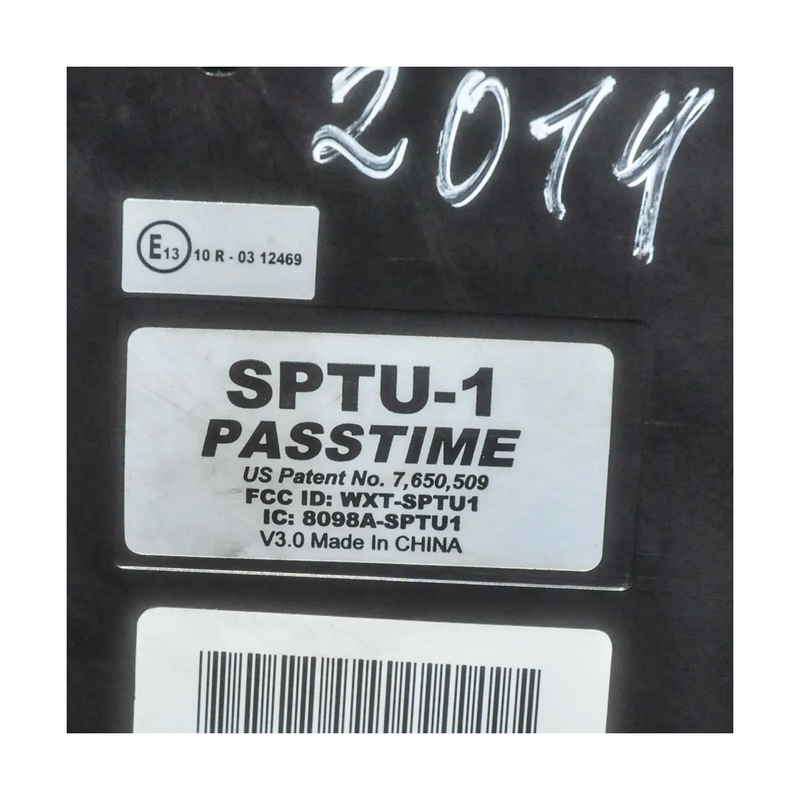 2014
E13 10 R - 03 12469
SPTU-1
PASSTIME
US Patent No. 7,650,509
FCC ID: WXT-SPTU1
IC: 8098A-SPTU1
V3.0 Made In CHINA